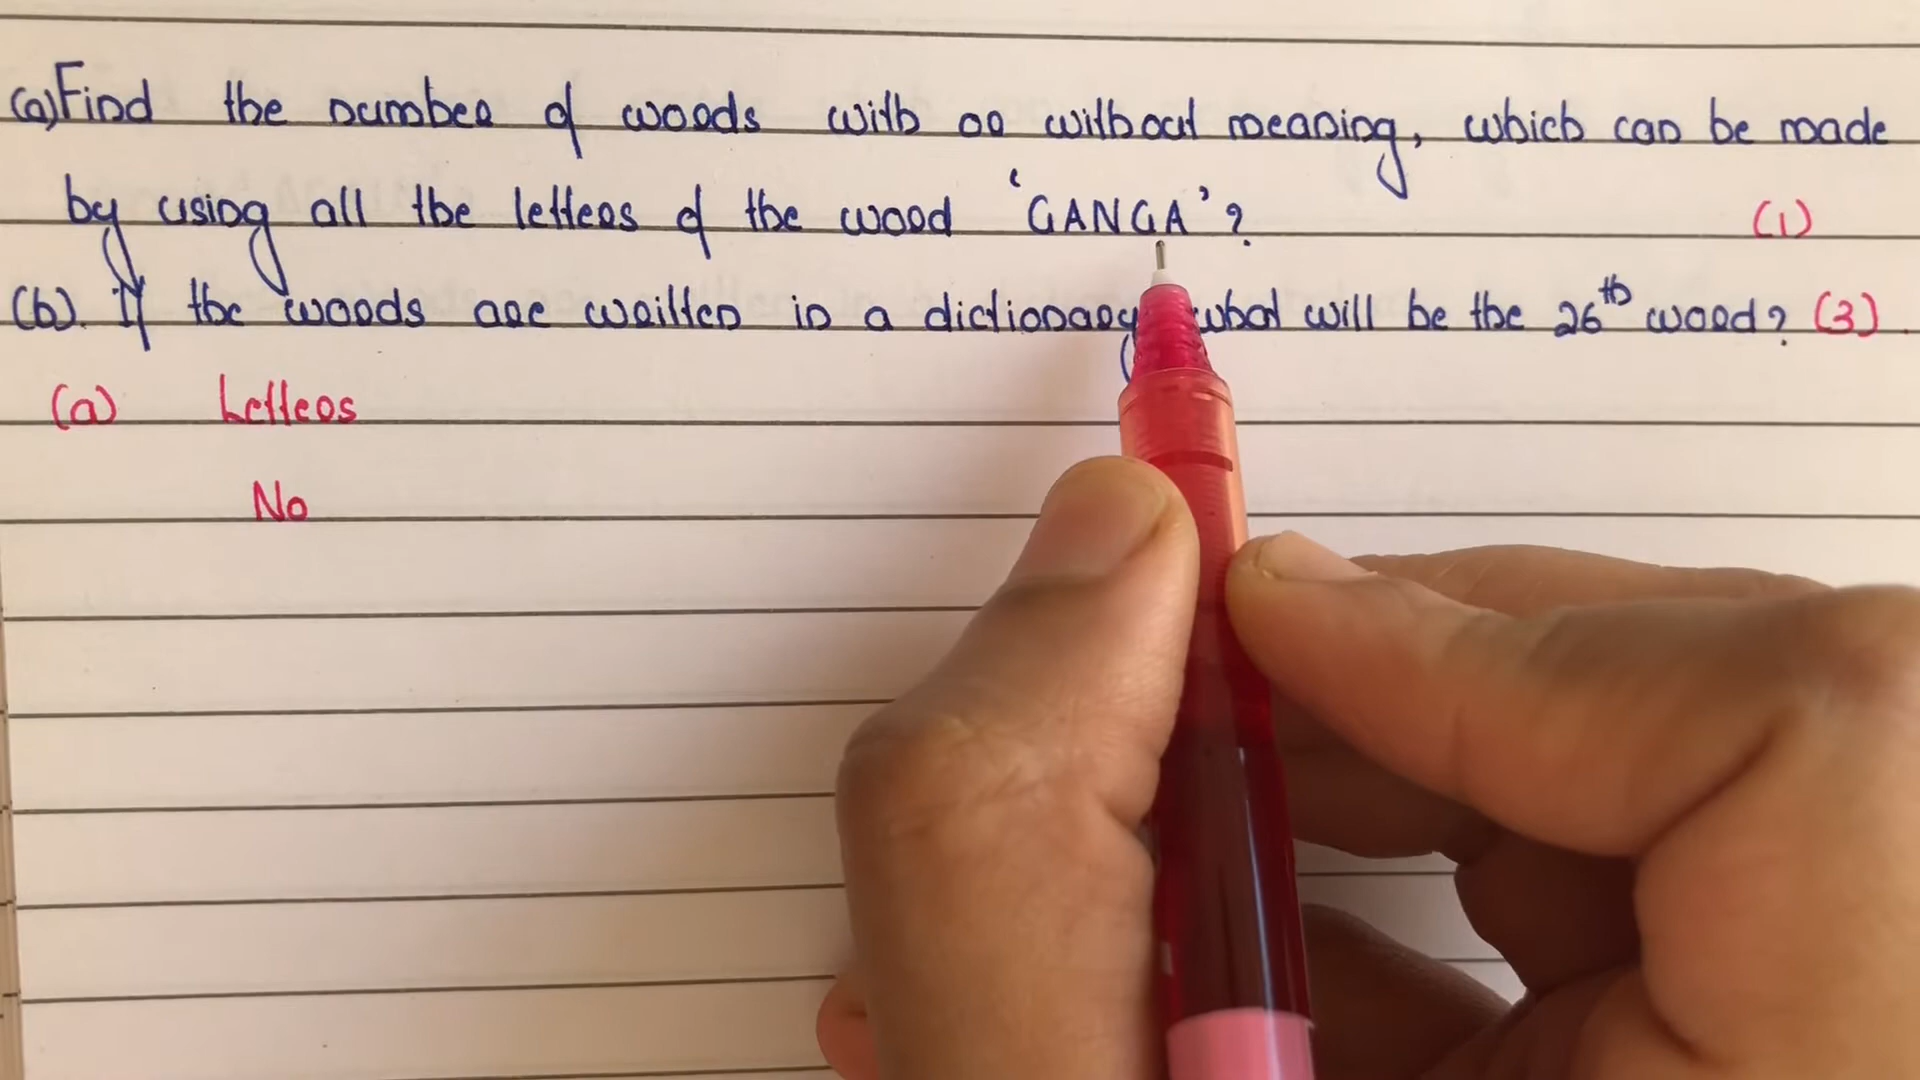 (a) Find the number of words with or without meaning, which can be made
by using all the letters of the word 'GANGA'? (1)
(b). If the words are written in a dictionary, what will be the 26th word? (3).
(a) Letters
No